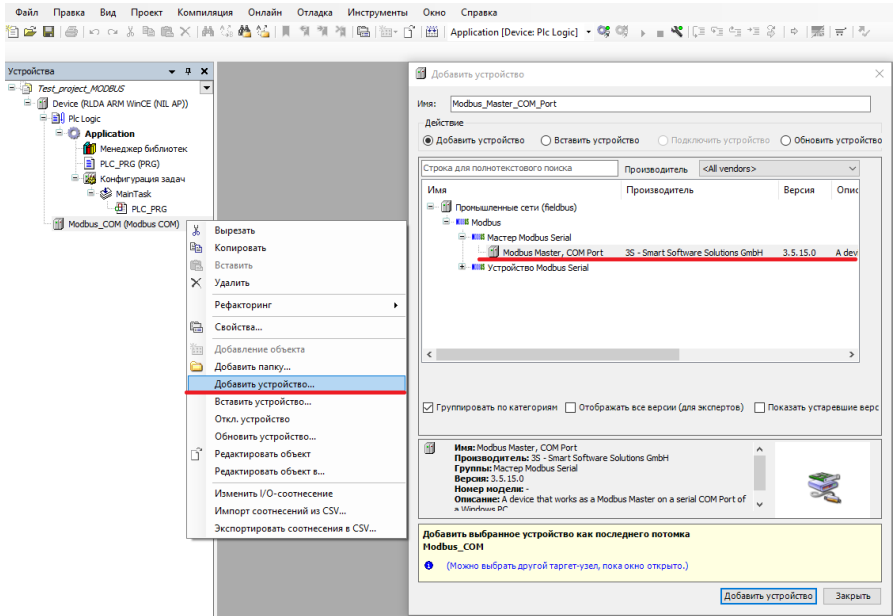 Файл Правка Вид Проект Компиляция Онлайн Отладка Инструменты Окно Справка
Application [Device: Plc Logic]
Устройства
Test_project_MODBUS
Device (RLDA ARM WinCE (NIL AP))
Plc Logic
Application
Менеджер библиотек
PLC_PRG (PRG)
Конфигурация задач
MainTask
PLC_PRG
Modbus_COM (Modbus COM)
Вырезать
Копировать
Вставить
Удалить
Рефакторинг
Свойства...
Добавление объекта
Добавить папку...
Добавить устройство...
Вставить устройство...
Откл. устройство
Обновить устройство...
Редактировать объект
Редактировать объект в...
Изменить I/O-соотнесение
Импорт соотнесений из CSV...
Экспортировать соотнесения в CSV...
Добавить устройство
Имя: Modbus_Master_COM_Port
Действие
Добавить устройство Вставить устройство Подключить устройство Обновить устройство
Строка для полнотекстового поиска Производитель <All vendors>
Имя Производитель Версия Опис
Промышленные сети (fieldbus)
Modbus
Мастер Modbus Serial
Modbus Master, COM Port 3S - Smart Software Solutions GmbH 3.5.15.0 A dev
Устройство Modbus Serial
Группировать по категориям Отображать все версии (для экспертов) Показать устаревшие верс
Имя: Modbus Master, COM Port
Производитель: 3S - Smart Software Solutions GmbH
Группы: Мастер Modbus Serial
Версия: 3.5.15.0
Номер модели: -
Описание: A device that works as a Modbus Master on a serial COM Port of
a Windows PC
Добавить выбранное устройство как последнего потомка
Modbus_COM
(Можно выбрать другой таргет-узел, пока окно открыто.)
Добавить устройство Закрыть